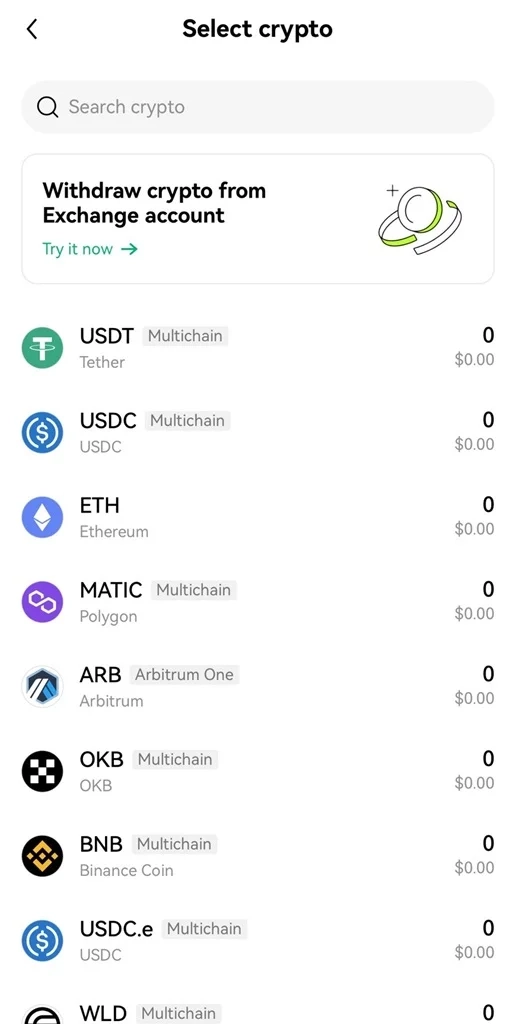 Select crypto
Search crypto
Withdraw crypto from
Exchange account
Try it now →
USDT Multichain 0
Tether $0.00
USDC Multichain 0
USDC $0.00
ETH 0
Ethereum $0.00
MATIC Multichain 0
Polygon $0.00
ARB Arbitrum One 0
Arbitrum $0.00
OKB Multichain 0
OKB $0.00
BNB Multichain 0
Binance Coin $0.00
USDC.e Multichain 0
USDC $0.00
WLD Multichain 0